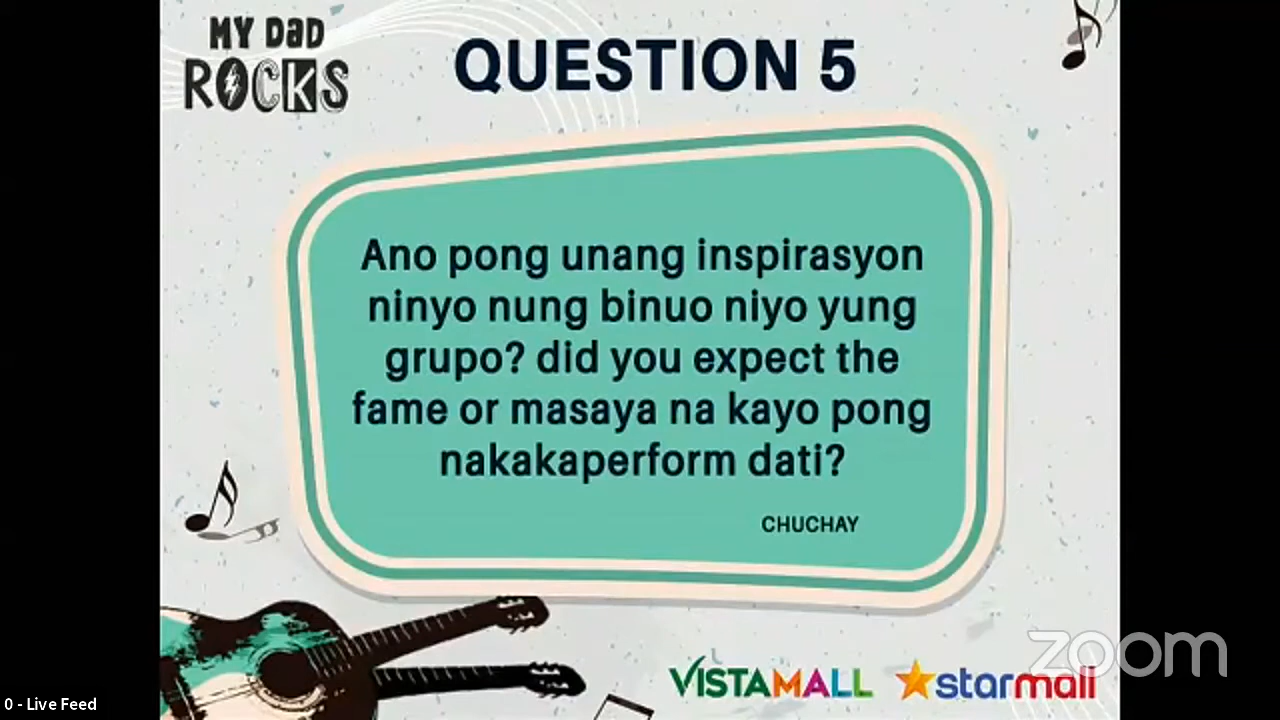 MY DaD
ROCKS
QUESTION 5
Ano pong unang inspirasyon
ninyo nung binuo niyo yung
grupo? did you expect the
fame or masaya na kayo pong
nakakaperform dati?
CHUCHAY
VISTAMALL
starmall
zoom
0 - Live Feed